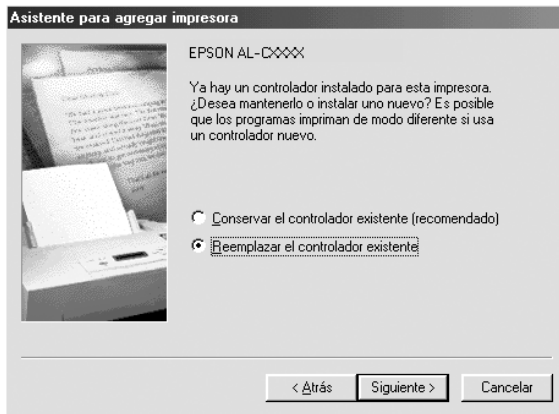 Asistente para agregar impresora
EPSON AL-CXXXX
Ya hay un controlador instalado para esta impresora.
¿Desea mantenerlo o instalar uno nuevo? Es posible
que los programas impriman de modo diferente si usa
un controlador nuevo.
Conservar el controlador existente (recomendado)
Reemplazar el controlador existente
< Atrás
Siguiente >
Cancelar